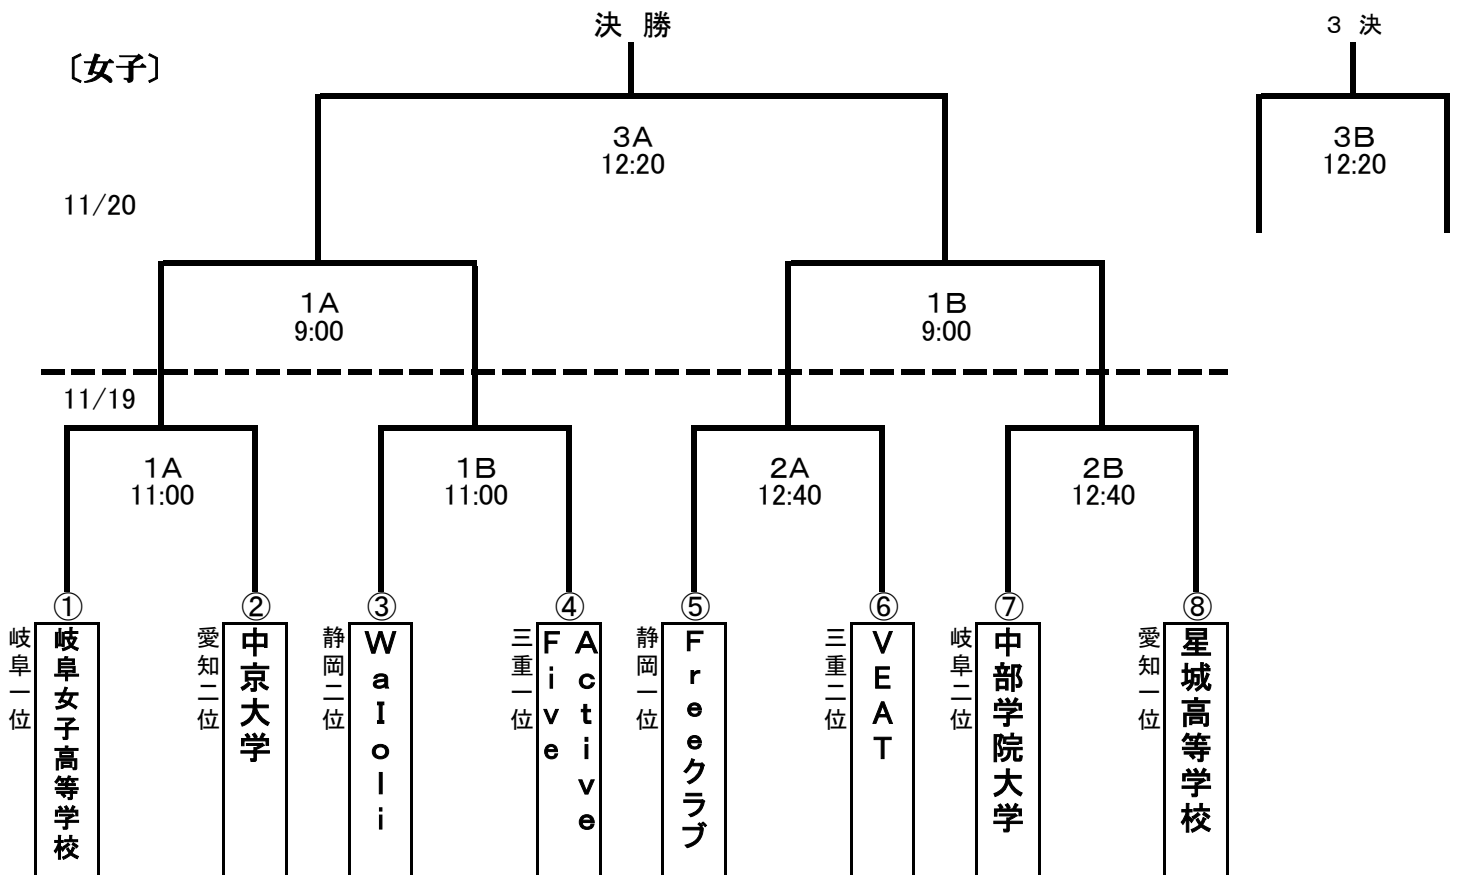 決 勝
3 決
〔女子〕
3A
12:20
3B
12:20
11/20
1A
9:00
1B
9:00
11/19
1A
11:00
1B
11:00
2A
12:40
2B
12:40
①
②
③
④
⑤
⑥
⑦
⑧
岐阜一位
岐阜女子高等学校
愛知二位
中京大学
静岡二位
WaIoli
三重一位
Active
Five
静岡一位
Freeクラブ
三重二位
VEAT
岐阜二位
中部学院大学
愛知一位
星城高等学校